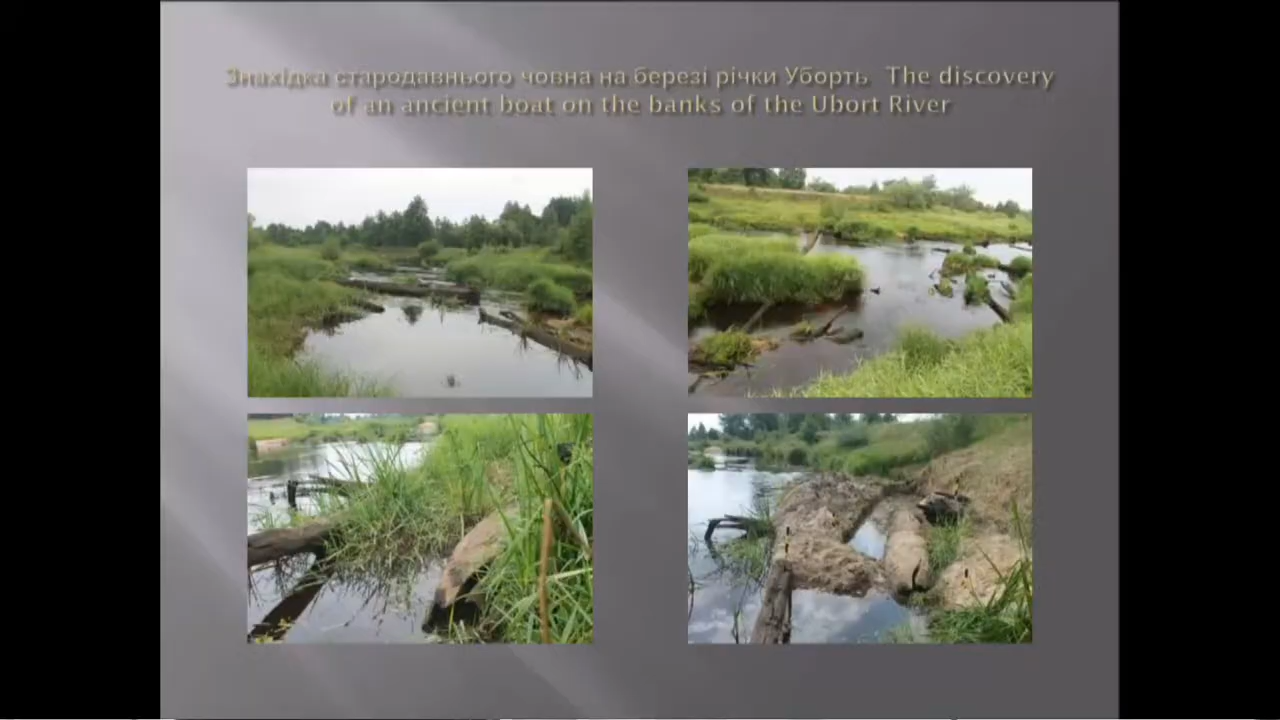 Знахідка стародавнього човна на березі річки Уборть. The discovery
of an ancient boat on the banks of the Ubort River